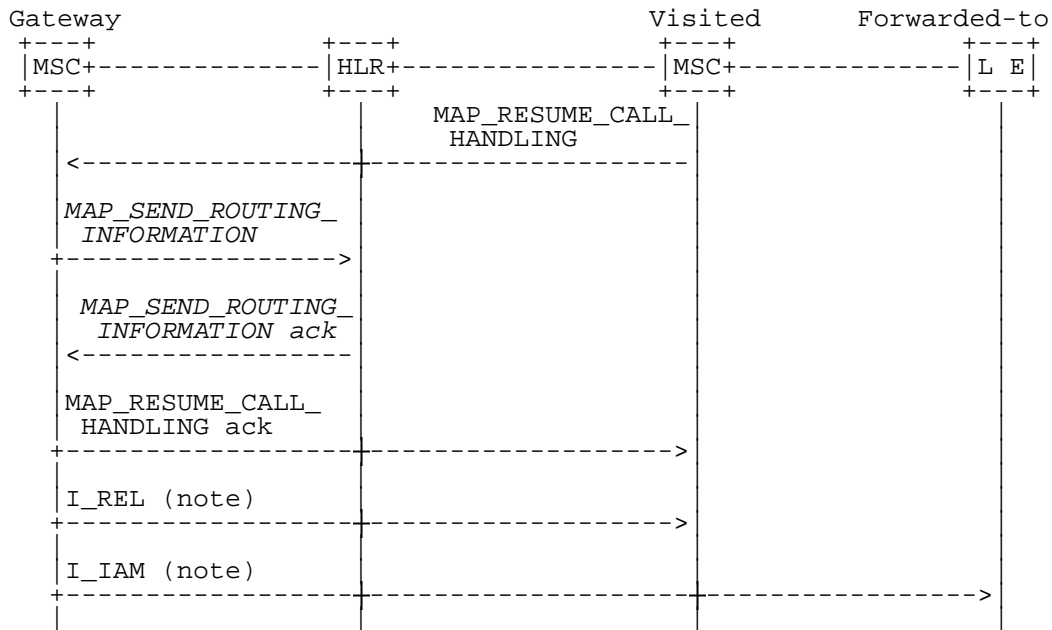 Gateway Visited Forwarded-to
MSC HLR MSC L E
MAP_RESUME_CALL_
HANDLING
MAP_SEND_ROUTING_
INFORMATION
MAP_SEND_ROUTING_
INFORMATION ack
MAP_RESUME_CALL_
HANDLING ack
I_REL (note)
I_IAM (note)